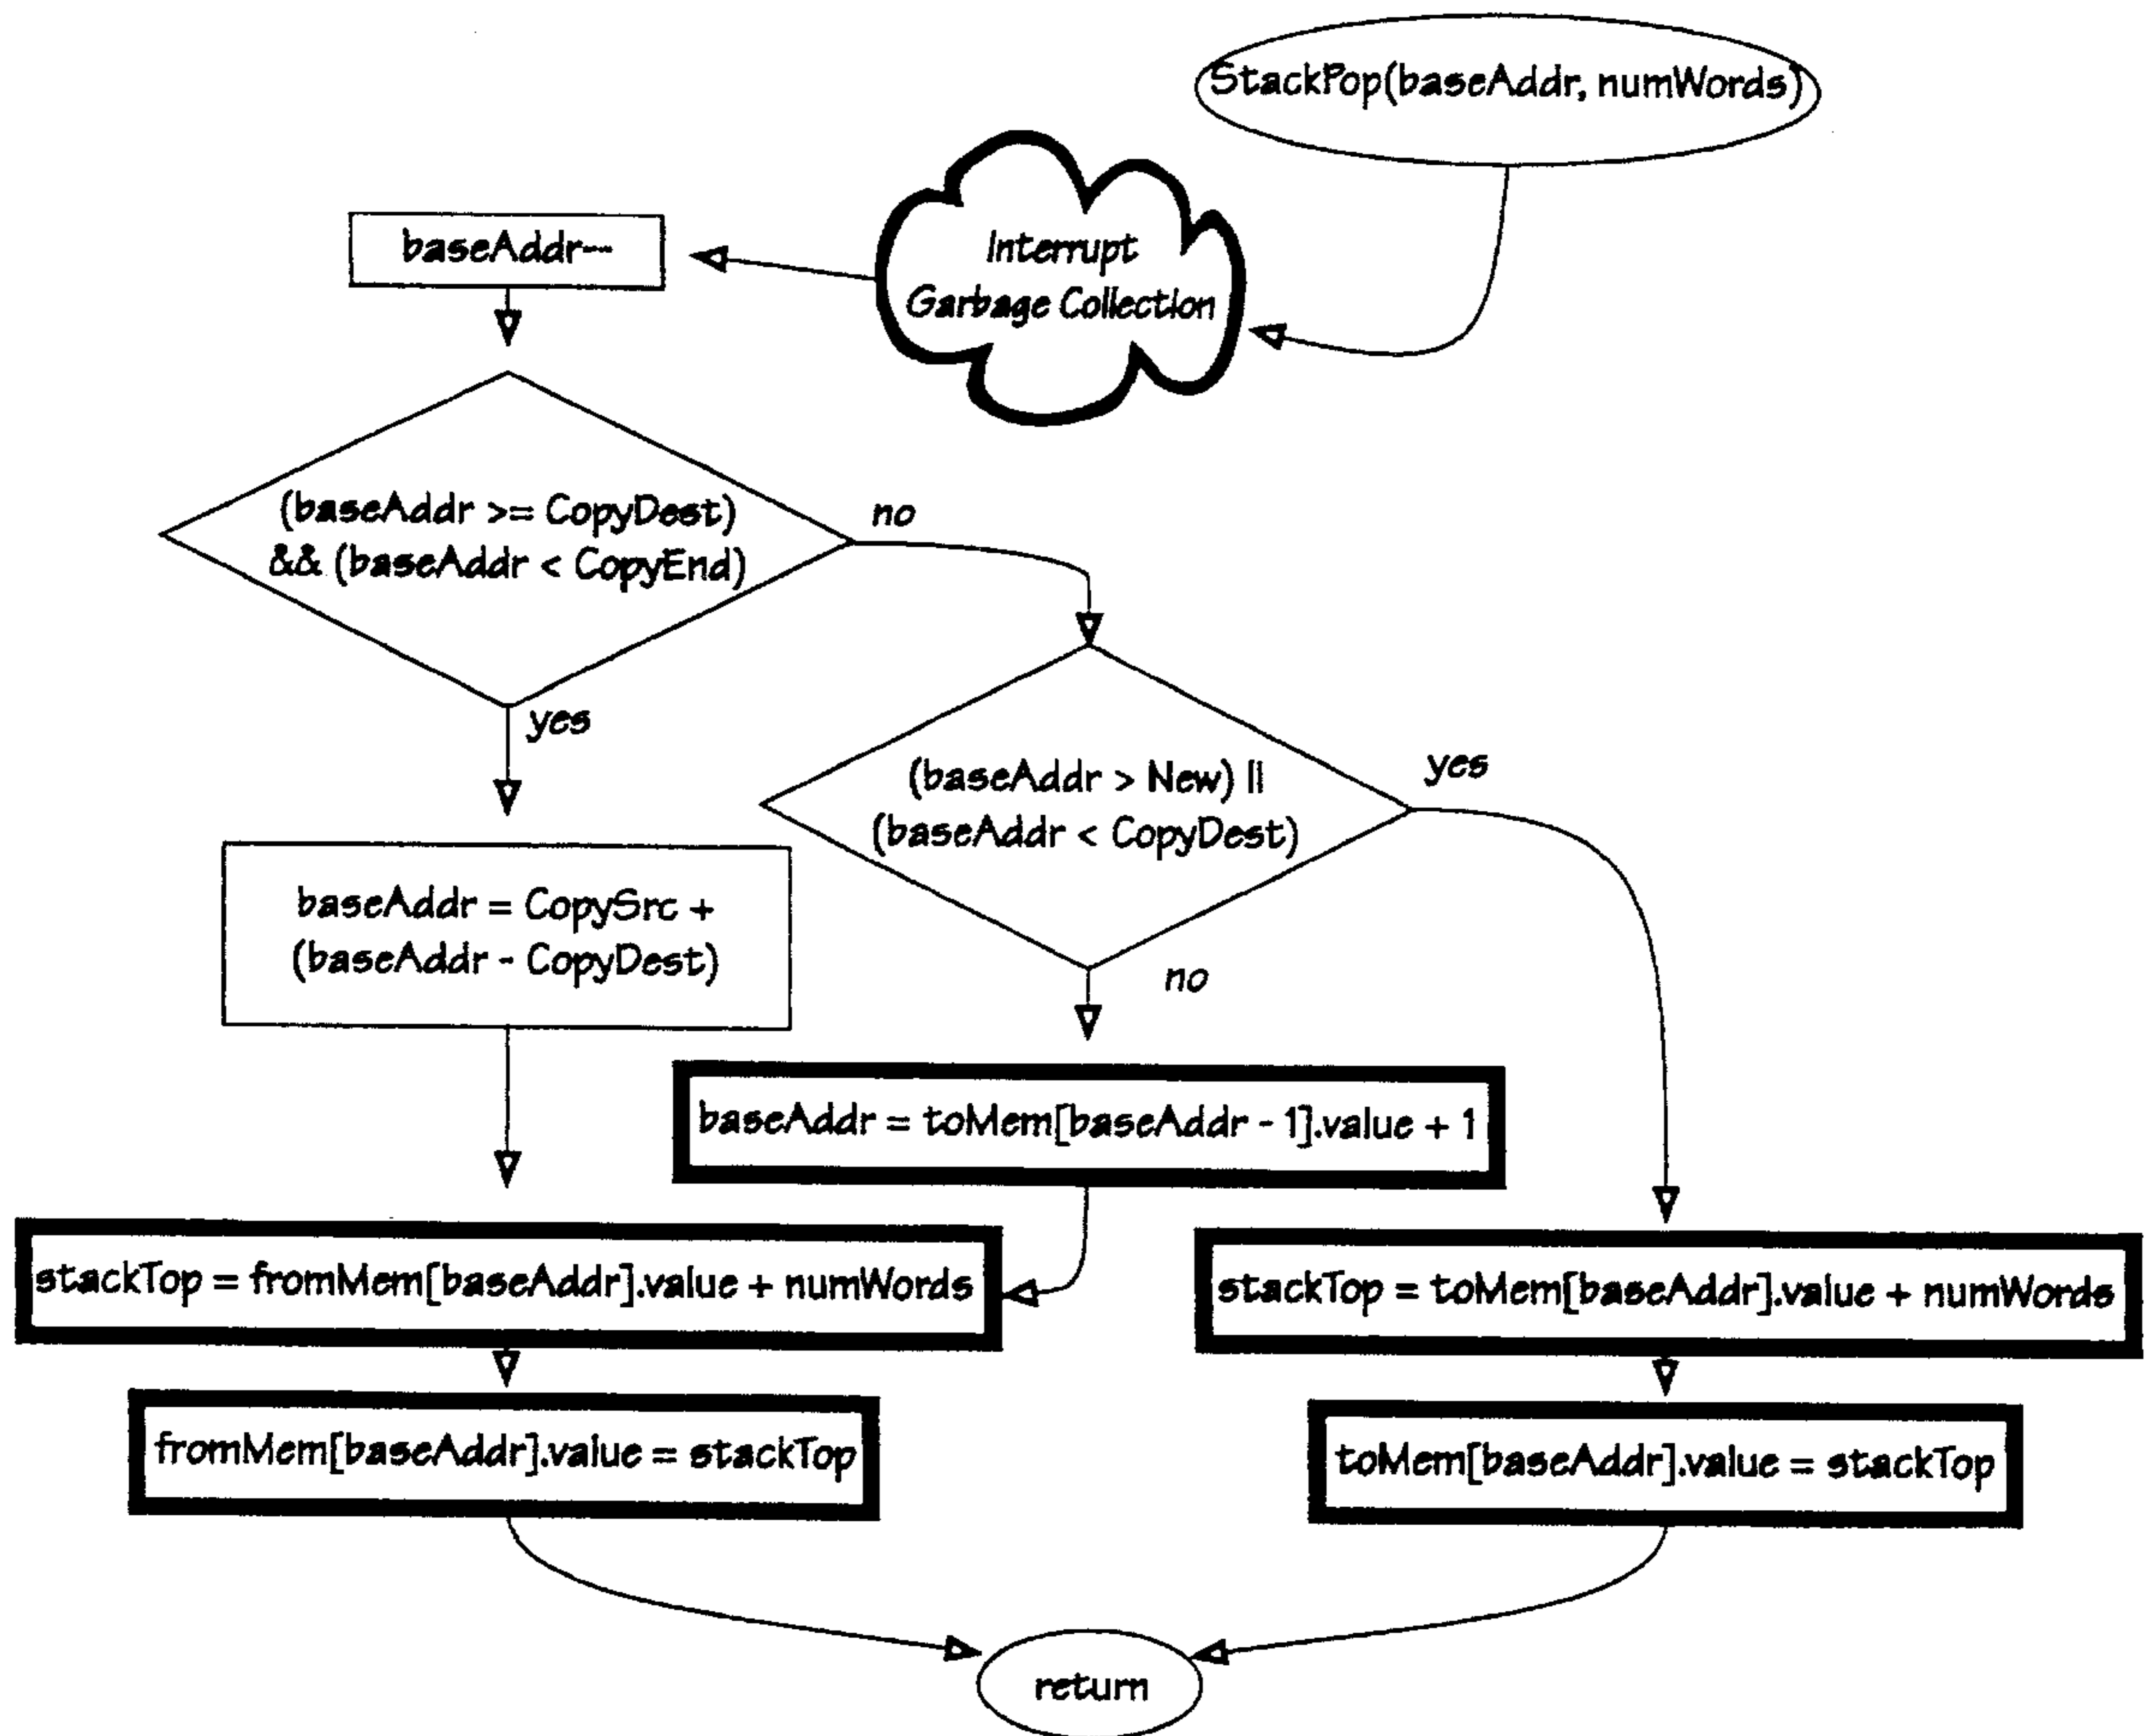 StackPop(baseAddr, numWords)
Interrupt
Garbage Collection
baseAddr--
(baseAddr >= CopyDest)
&& (baseAddr < CopyEnd)
no
yes
(baseAddr > New) ||
(baseAddr < CopyDest)
yes
no
baseAddr = CopySrc +
(baseAddr - CopyDest)
baseAddr = toMem[baseAddr - 1].value + 1
stackTop = fromMem[baseAddr].value + numWords
stackTop = toMem[baseAddr].value + numWords
fromMem[baseAddr].value = stackTop
toMem[baseAddr].value = stackTop
return